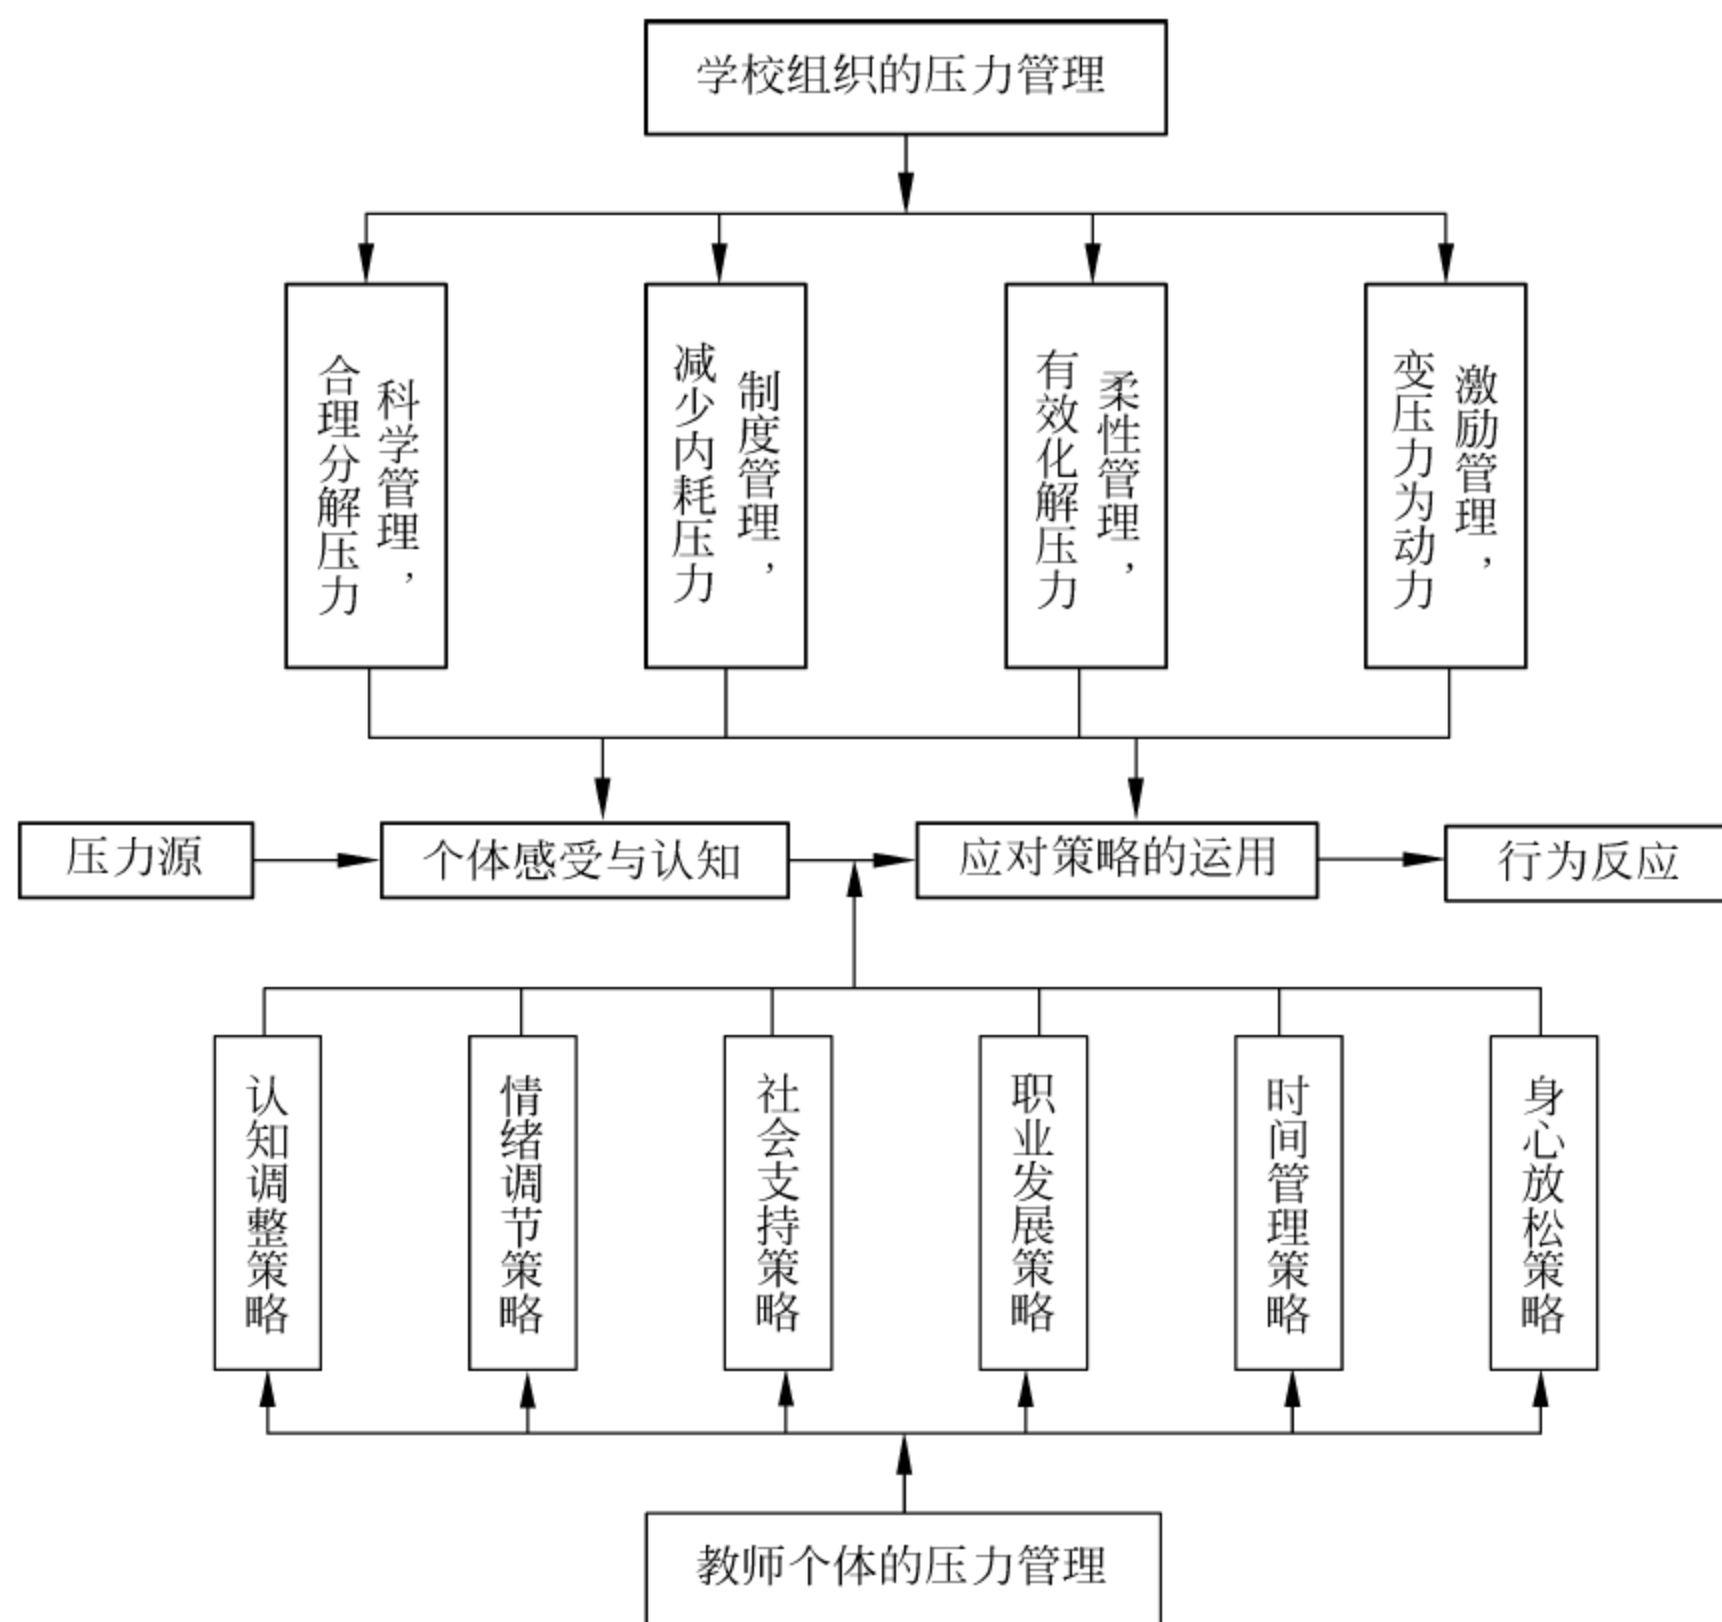 学校组织的压力管理
科学管理，
合理分解压力
制度管理，
减少内耗压力
柔性管理，
有效化解压力
激励管理，
变压力为动力
压力源
个体感受与认知
应对策略的运用
行为反应
认知调整策略
情绪调节策略
社会支持策略
职业发展策略
时间管理策略
身心放松策略
教师个体的压力管理